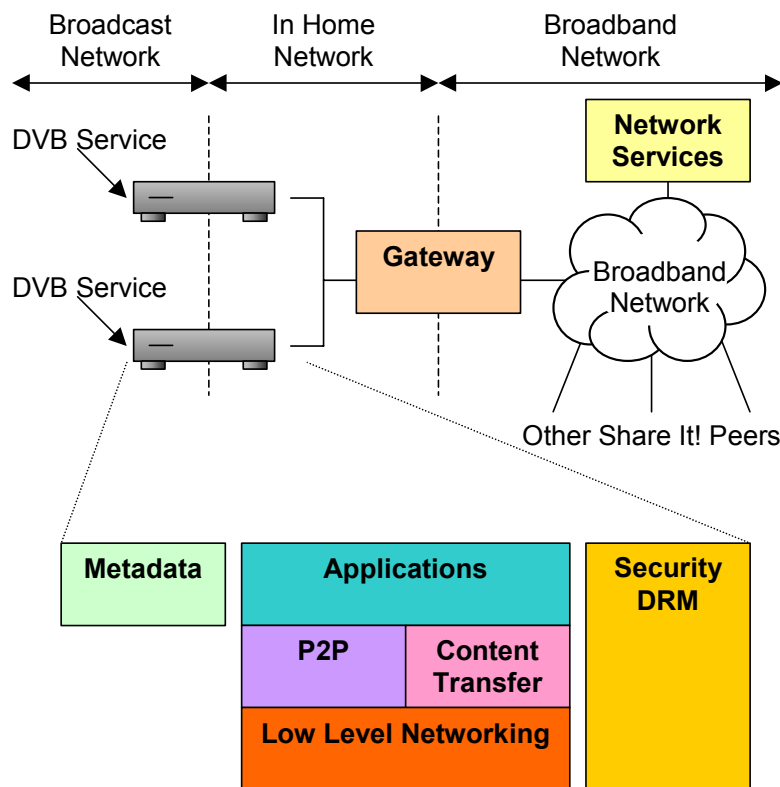 Broadcast
Network
In Home
Network
Broadband
Network
DVB Service
Network
Services
Gateway
Broadband
Network
DVB Service
Other Share It! Peers
Metadata
Applications
Security
DRM
P2P
Content
Transfer
Low Level Networking